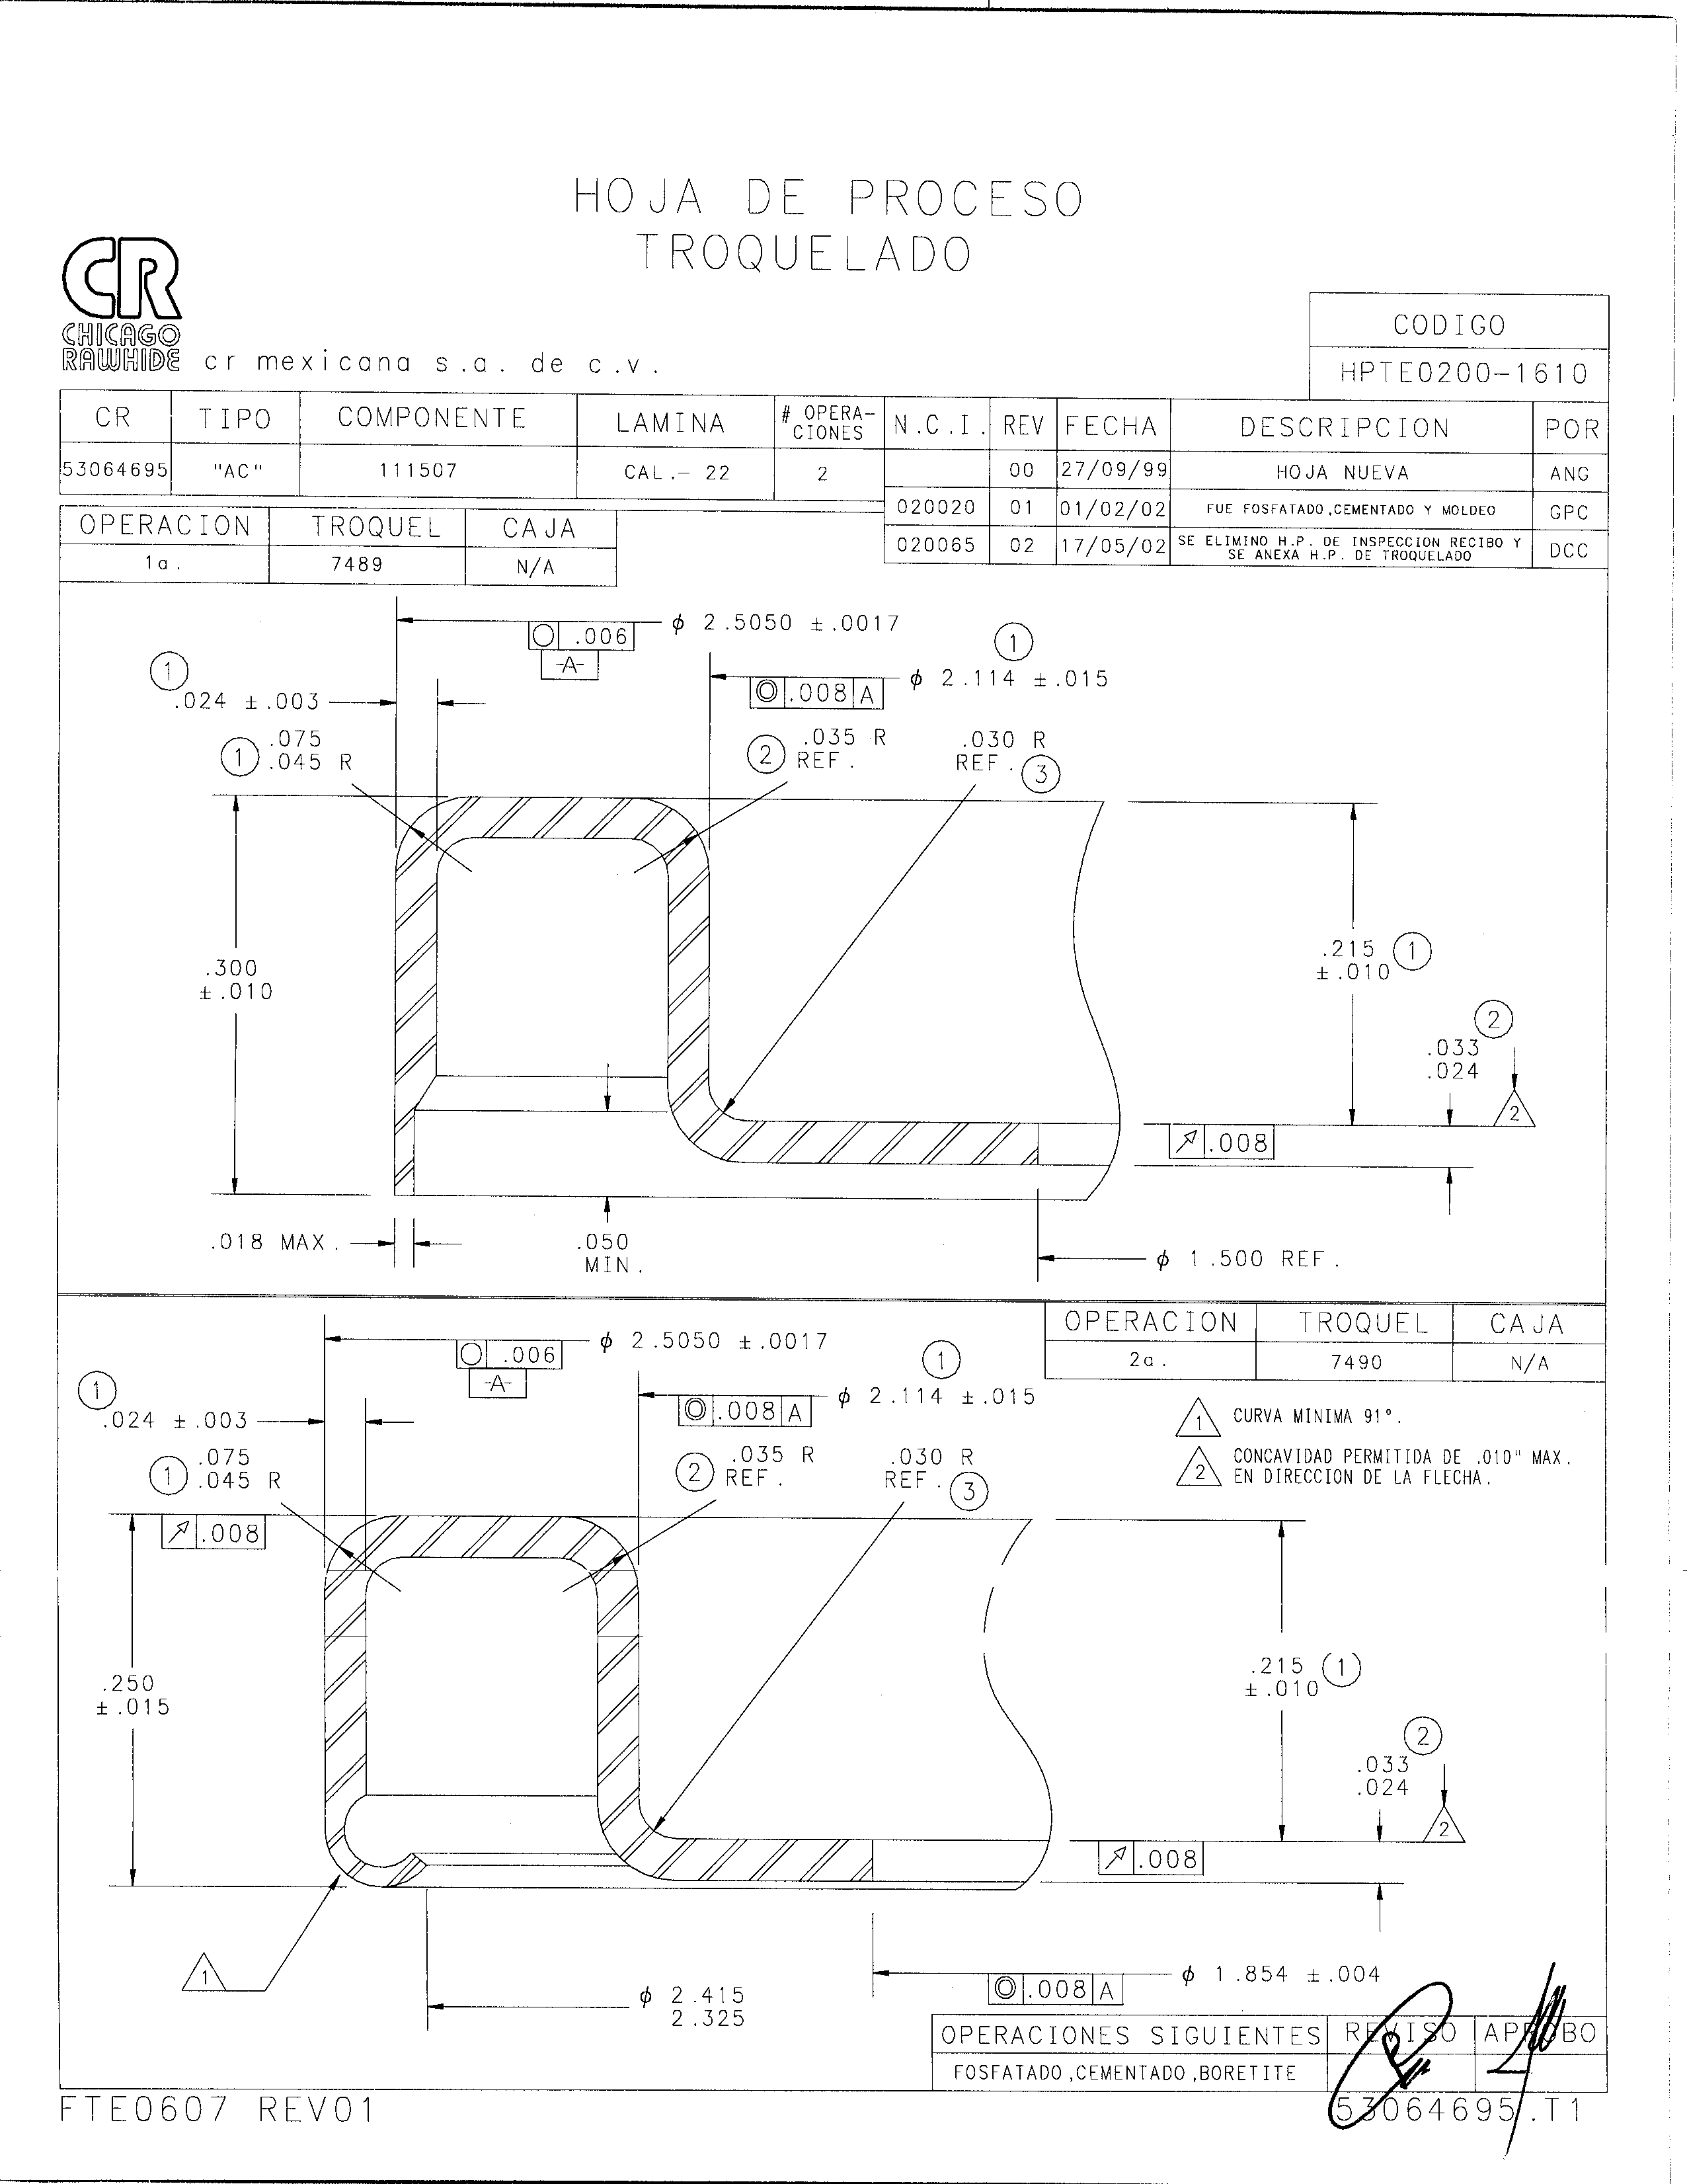 HOJA DE PROCESO
TROQUELADO
CR
CHICAGO
RAWHIDE
cr mexicana s.a. de c.v.
CODIGO
HPTE0200-1610
CR TIPO COMPONENTE LAMINA # OPERA-CIONES N.C.I. REV FECHA DESCRIPCION POR
53064695 "AC" 111507 CAL.- 22 2 00 27/09/99 HOJA NUEVA ANG
020020 01 01/02/02 FUE FOSFATADO,CEMENTADO Y MOLDEO GPC
020065 02 17/05/02 SE ELIMINO H.P. DE INSPECCION RECIBO Y
SE ANEXA H.P. DE TROQUELADO DCC
OPERACION TROQUEL CAJA
1a. 7489 N/A
φ 2.5050 ±.0017
.006
-A-
1
φ 2.114 ±.015
.008 A
1
.024 ±.003
1 .075
.045 R
2 .035 R
REF.
.030 R
REF. 3
.300
±.010
.215 1
±.010
2
.033
.024
2
.008
.018 MAX.
.050
MIN.
φ 1.500 REF.
OPERACION TROQUEL CAJA
2a. 7490 N/A
φ 2.5050 ±.0017
.006
-A-
1
φ 2.114 ±.015
.008 A
1
.024 ±.003
1 .075
.045 R
2 .035 R
REF.
.030 R
REF. 3
1 CURVA MINIMA 91°.
2 CONCAVIDAD PERMITIDA DE .010" MAX.
EN DIRECCION DE LA FLECHA.
.008
.250
±.015
.215 1
±.010
2
.033
.024
2
.008
1
φ 2.415
2.325
φ 1.854 ±.004
.008 A
OPERACIONES SIGUIENTES REVISO APROBO
FOSFATADO,CEMENTADO,BORETITE
FTE0607 REV01
53064695.T1